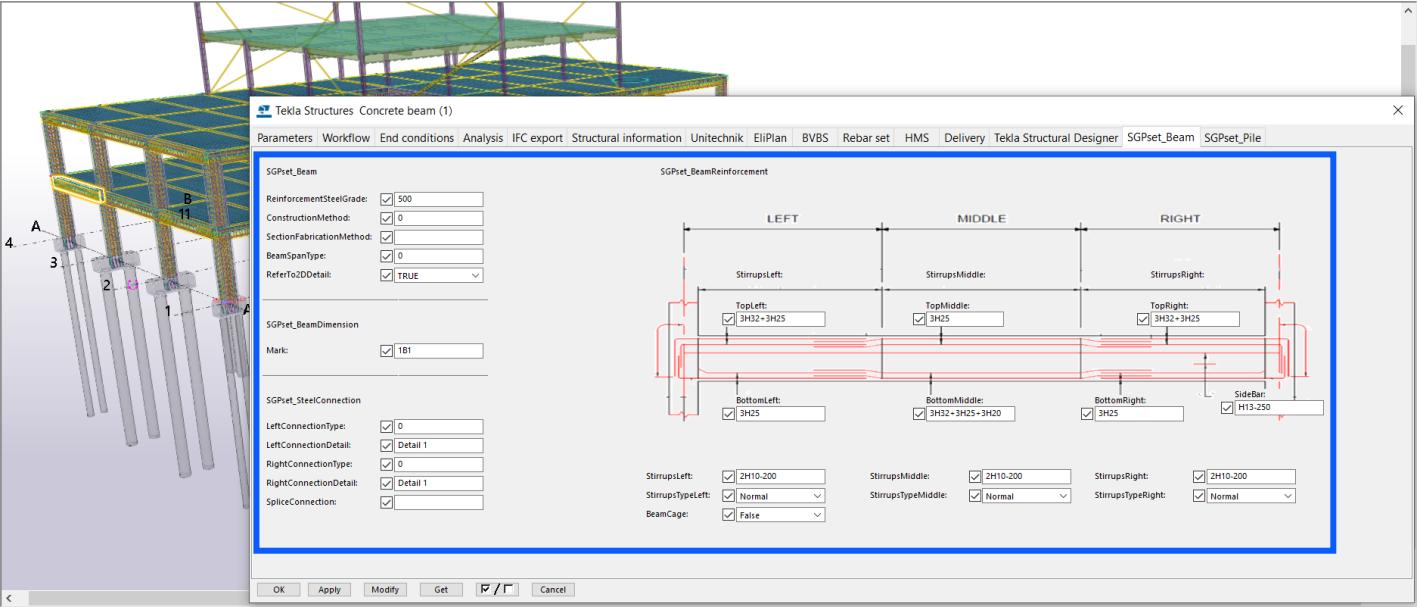 Tekla Structures Concrete beam (1)
Parameters Workflow End conditions Analysis IFC export Structural information Unitechnik EliPlan BVBS Rebar set HMS Delivery Tekla Structural Designer SGPset_Beam SGPset_Pile
SGPset_Beam
ReinforcementSteelGrade: 500
ConstructionMethod: 0
SectionFabricationMethod:
BeamSpanType: 0
ReferTo2DDetail: TRUE
SGPset_BeamDimension
Mark: 1B1
SGPset_SteelConnection
LeftConnectionType: 0
LeftConnectionDetail: Detail 1
RightConnectionType: 0
RightConnectionDetail: Detail 1
SpliceConnection:
SGPset_BeamReinforcement
LEFT MIDDLE RIGHT
StirrupsLeft: StirrupsMiddle: StirrupsRight:
TopLeft: TopMiddle: TopRight:
3H32+3H25 3H25 3H32+3H25
BottomLeft: BottomMiddle: BottomRight: SideBar:
3H25 3H32+3H25+3H20 3H25 H13-250
StirrupsLeft: 2H10-200 StirrupsMiddle: 2H10-200 StirrupsRight: 2H10-200
StirrupsTypeLeft: Normal StirrupsTypeMiddle: Normal StirrupsTypeRight: Normal
BeamCage: False
OK Apply Modify Get / Cancel
B
11
A
4
3
2
1
A